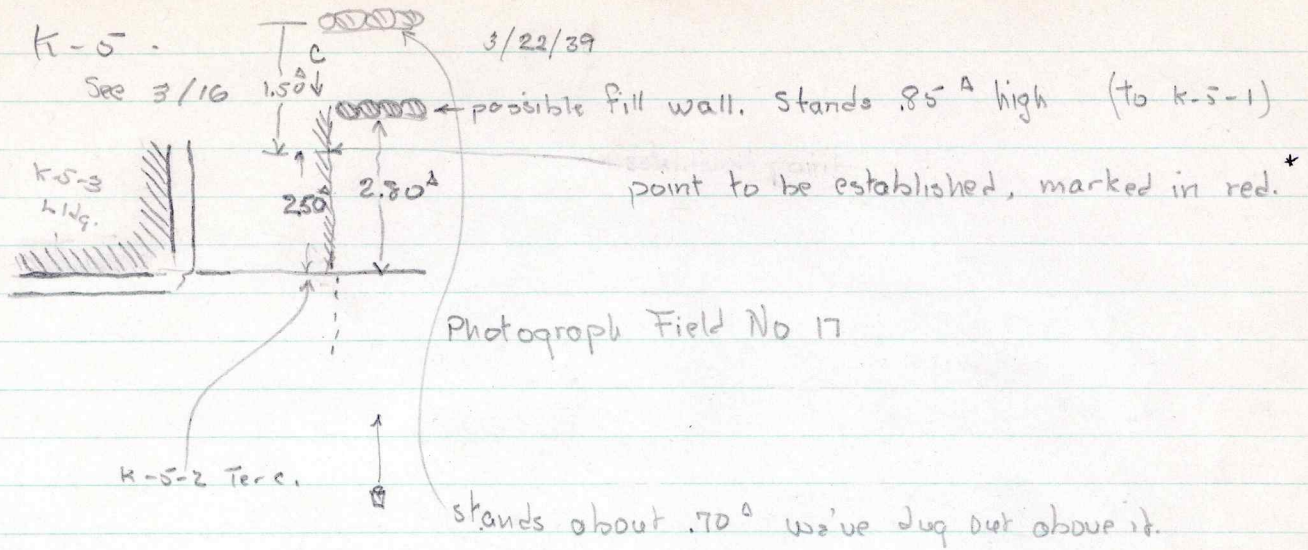 K-5.
3/22/39
See 3/16
C
1.50 Δ
possible fill wall. Stands .85 Δ high (to K-5-1)
K-5-3
bldg.
2.50 Δ
2.80 Δ
point to be established, marked in red. *
Photograph Field No 17
K-5-2 Terr.
stands about .70 Δ we've dug out above it.